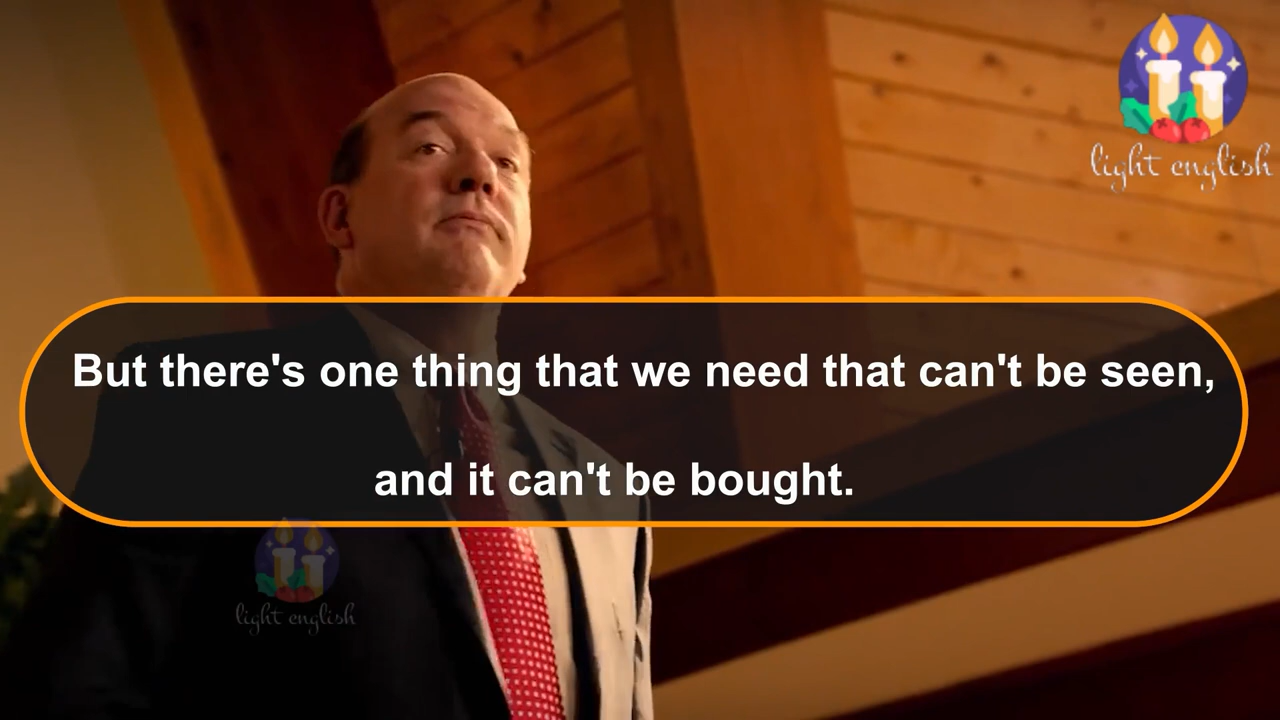 light english
But there's one thing that we need that can't be seen,
and it can't be bought.
light english